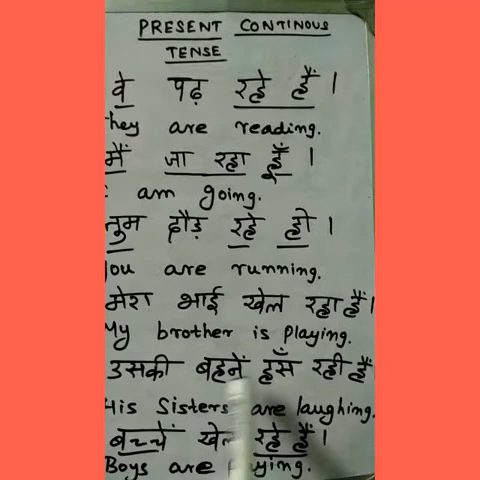 PRESENT CONTINOUS
TENSE
वे पढ़ रहे हैं ।
hey are reading.
मैं जा रहा हूँ ।
am going.
तुम दौड़ रहे हो ।
ou are running.
मेरा भाई खेल रहा हैं ।
My brother is playing.
उसकी बहनें हँस रही हैं
His Sisters are laughing.
बच्चें रहे हैं ।
Boys are